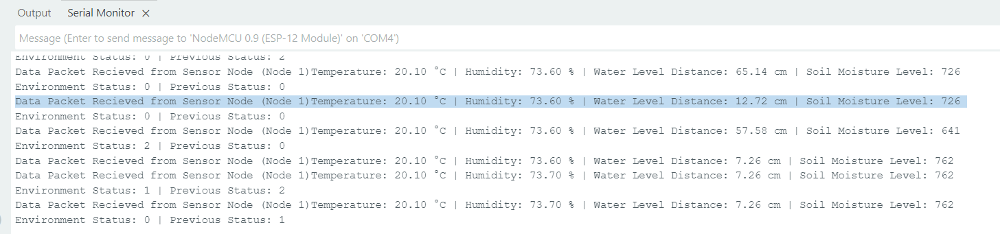 Output Serial Monitor ×
Message (Enter to send message to 'NodeMCU 0.9 (ESP-12 Module)' on 'COM4')
Environment Status: 0 | Previous Status: 2
Data Packet Recieved from Sensor Node (Node 1)Temperature: 20.10 °C | Humidity: 73.60 % | Water Level Distance: 65.14 cm | Soil Moisture Level: 726
Environment Status: 0 | Previous Status: 0
Data Packet Recieved from Sensor Node (Node 1)Temperature: 20.10 °C | Humidity: 73.60 % | Water Level Distance: 12.72 cm | Soil Moisture Level: 726
Environment Status: 0 | Previous Status: 0
Data Packet Recieved from Sensor Node (Node 1)Temperature: 20.10 °C | Humidity: 73.60 % | Water Level Distance: 57.58 cm | Soil Moisture Level: 641
Environment Status: 2 | Previous Status: 0
Data Packet Recieved from Sensor Node (Node 1)Temperature: 20.10 °C | Humidity: 73.60 % | Water Level Distance: 7.26 cm | Soil Moisture Level: 762
Data Packet Recieved from Sensor Node (Node 1)Temperature: 20.10 °C | Humidity: 73.70 % | Water Level Distance: 7.26 cm | Soil Moisture Level: 762
Environment Status: 1 | Previous Status: 2
Data Packet Recieved from Sensor Node (Node 1)Temperature: 20.10 °C | Humidity: 73.70 % | Water Level Distance: 7.26 cm | Soil Moisture Level: 762
Environment Status: 0 | Previous Status: 1